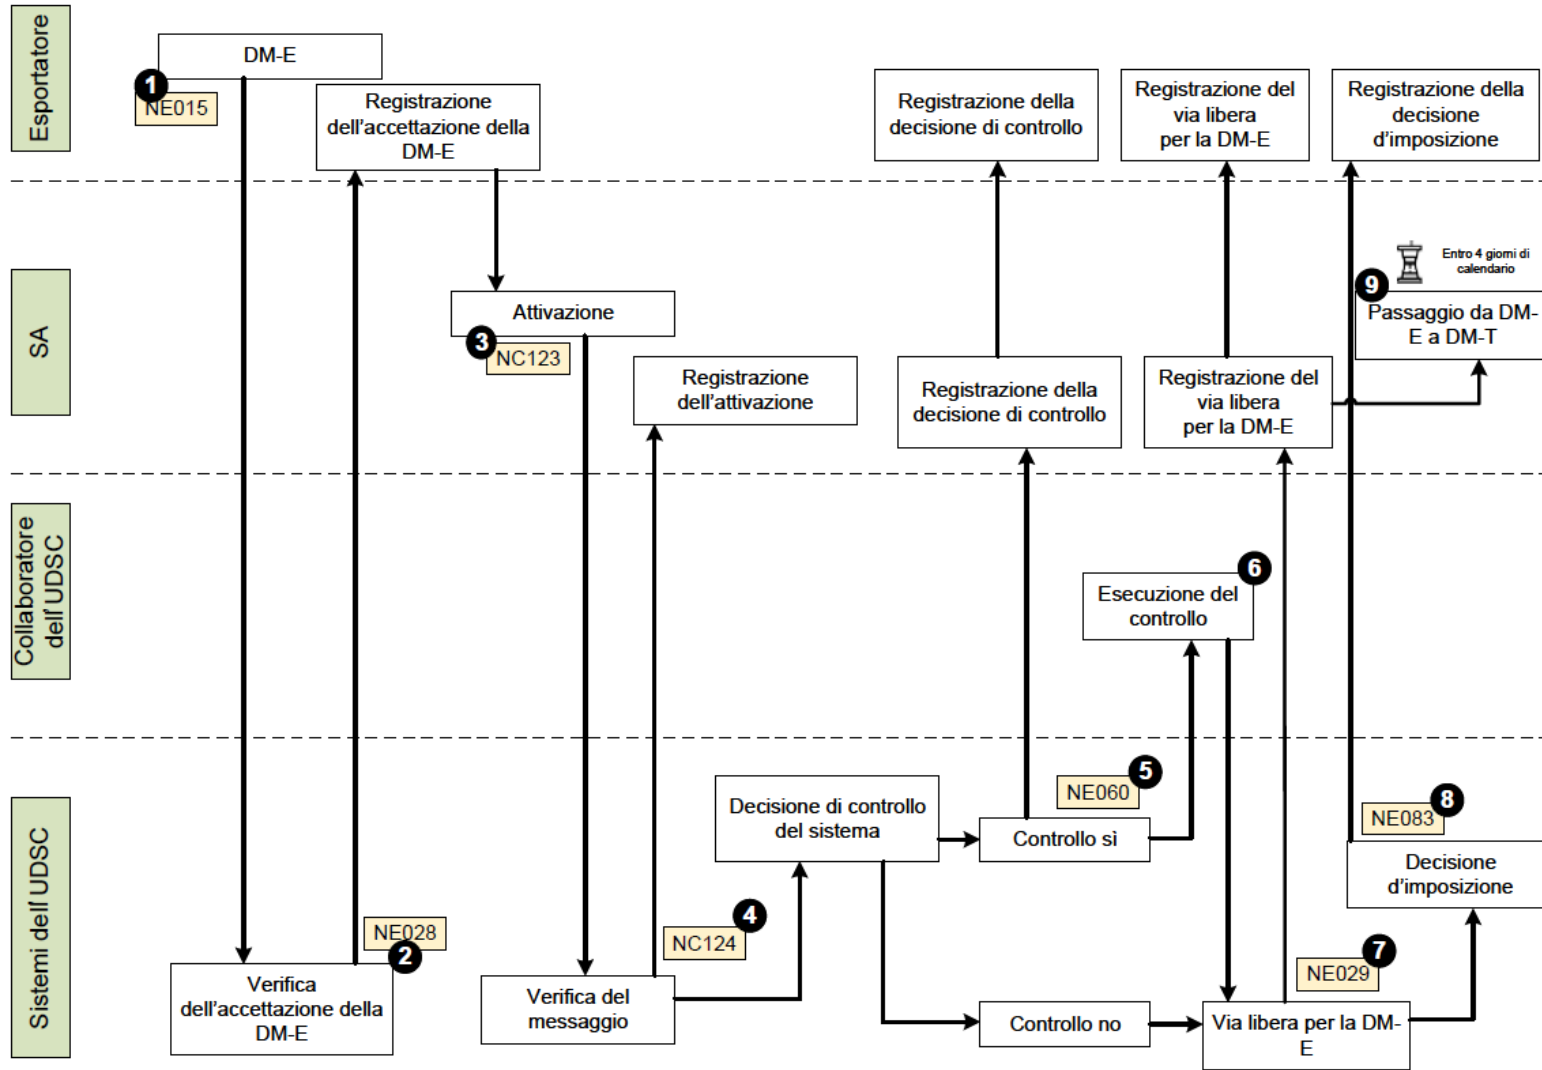 Esportatore
DM-E
1
NE015
Registrazione
dell'accettazione della
DM-E
Registrazione della
decisione di controllo
Registrazione del
via libera
per la DM-E
Registrazione della
decisione
d'imposizione
SA
Attivazione
3
NC123
Registrazione
dell'attivazione
Registrazione della
decisione di controllo
Registrazione del
via libera
per la DM-E
Entro 4 giorni di
calendario
9
Passaggio da DM-
E a DM-T
Collaboratore
dell'UDSC
6
Esecuzione del
controllo
Sistemi dell'UDSC
NE028
2
Verifica
dell'accettazione della
DM-E
Verifica del
messaggio
4
NC124
Decisione di controllo
del sistema
5
NE060
Controllo sì
Controllo no
7
NE029
Via libera per la DM-
E
8
NE083
Decisione
d'imposizione